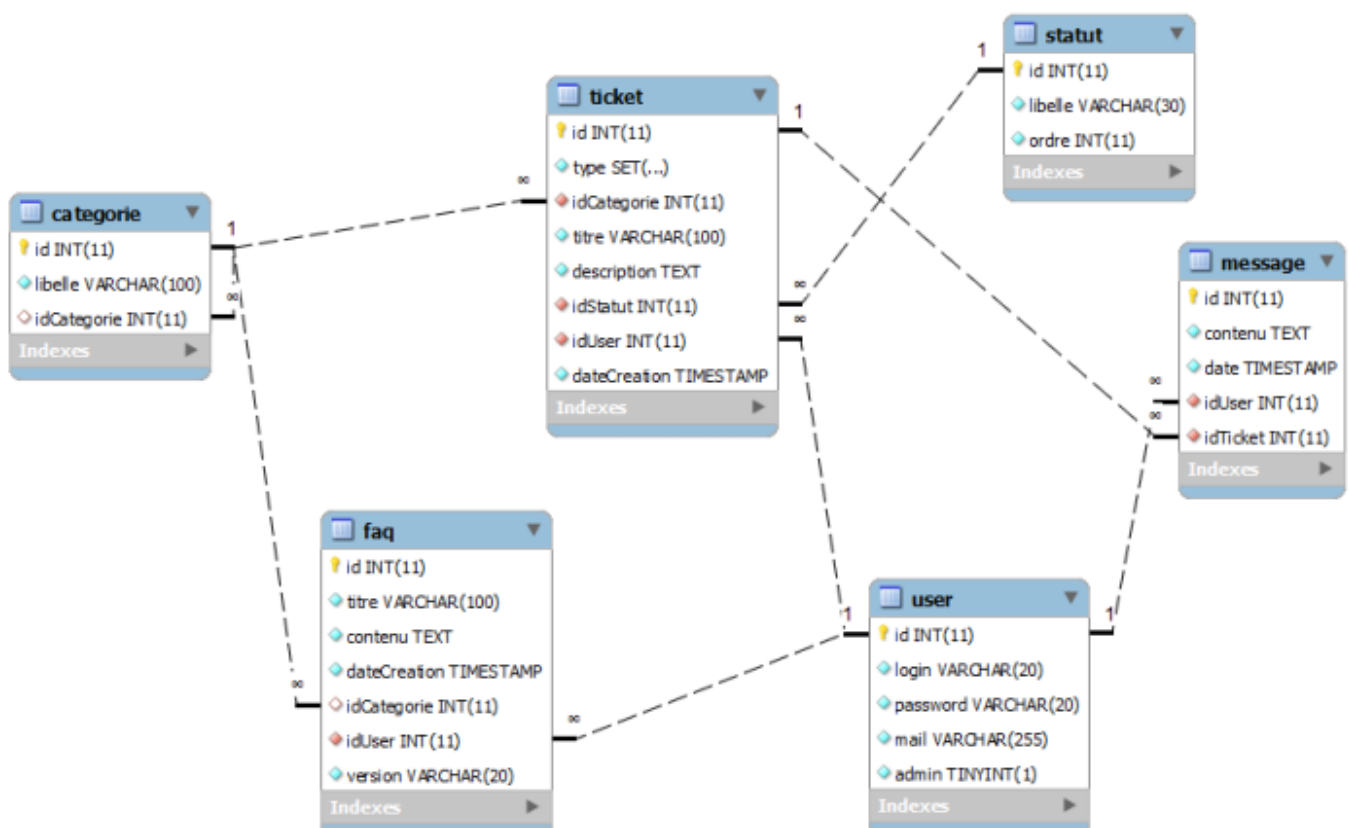 statut
id INT(11)
libelle VARCHAR(30)
ordre INT(11)
Indexes
1
ticket
id INT(11)
type SET(...)
idCategorie INT(11)
titre VARCHAR(100)
description TEXT
idStatut INT(11)
idUser INT(11)
dateCreation TIMESTAMP
Indexes
1
∞
∞
∞
categorie
id INT(11)
libelle VARCHAR(100)
idCategorie INT(11)
Indexes
1
∞
message
id INT(11)
contenu TEXT
date TIMESTAMP
idUser INT(11)
idTicket INT(11)
Indexes
∞
∞
faq
id INT(11)
titre VARCHAR(100)
contenu TEXT
dateCreation TIMESTAMP
idCategorie INT(11)
idUser INT(11)
version VARCHAR(20)
Indexes
∞
∞
user
id INT(11)
login VARCHAR(20)
password VARCHAR(20)
mail VARCHAR(255)
admin TINYINT(1)
Indexes
1
1